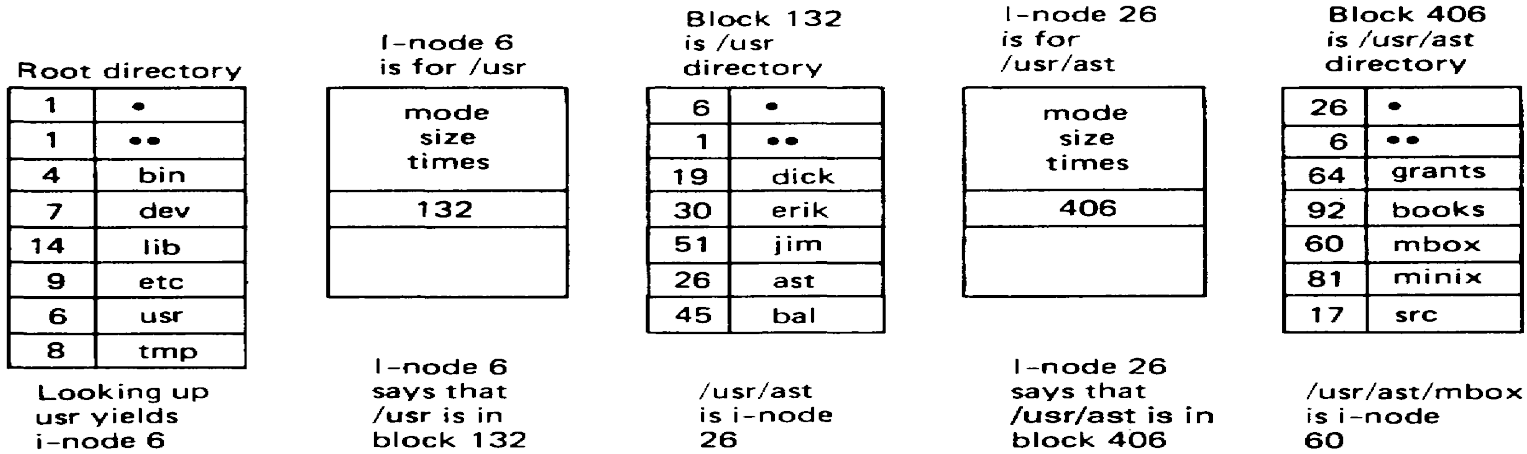 Root directory
1 •
1 ••
4 bin
7 dev
14 lib
9 etc
6 usr
8 tmp
Looking up
usr yields
i-node 6
I-node 6
is for /usr
mode
size
times
132
I-node 6
says that
/usr is in
block 132
Block 132
is /usr
directory
6 •
1 ••
19 dick
30 erik
51 jim
26 ast
45 bal
/usr/ast
is i-node
26
I-node 26
is for
/usr/ast
mode
size
times
406
I-node 26
says that
/usr/ast is in
block 406
Block 406
is /usr/ast
directory
26 •
6 ••
64 grants
92 books
60 mbox
81 minix
17 src
/usr/ast/mbox
is i-node
60